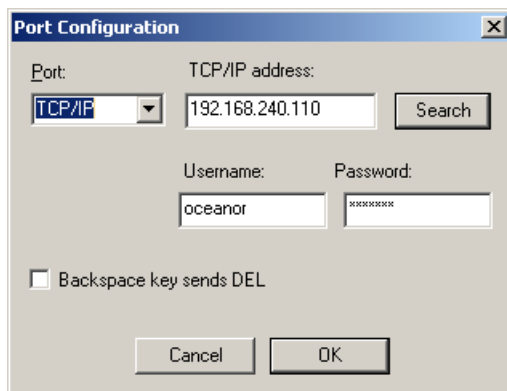 Port Configuration
Port: TCP/IP address:
TCP/IP 192.168.240.110 Search
Username: Password:
oceanor *******
Backspace key sends DEL
Cancel OK